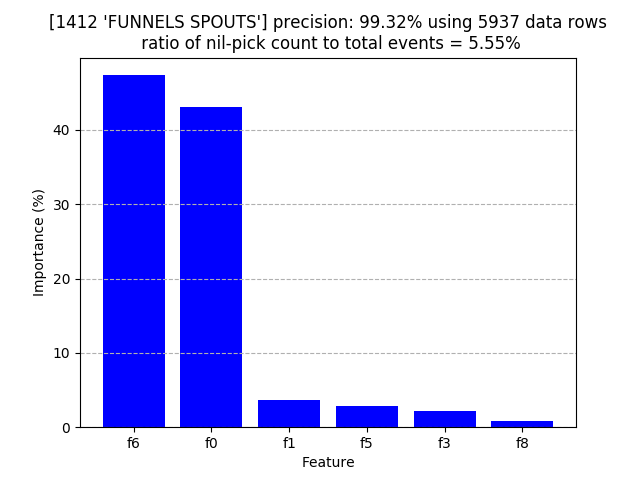 [1412 'FUNNELS SPOUTS'] precision: 99.32% using 5937 data rows
ratio of nil-pick count to total events = 5.55%
40
30
20
10
0
Importance (%)
f6 f0 f1 f5 f3 f8
Feature